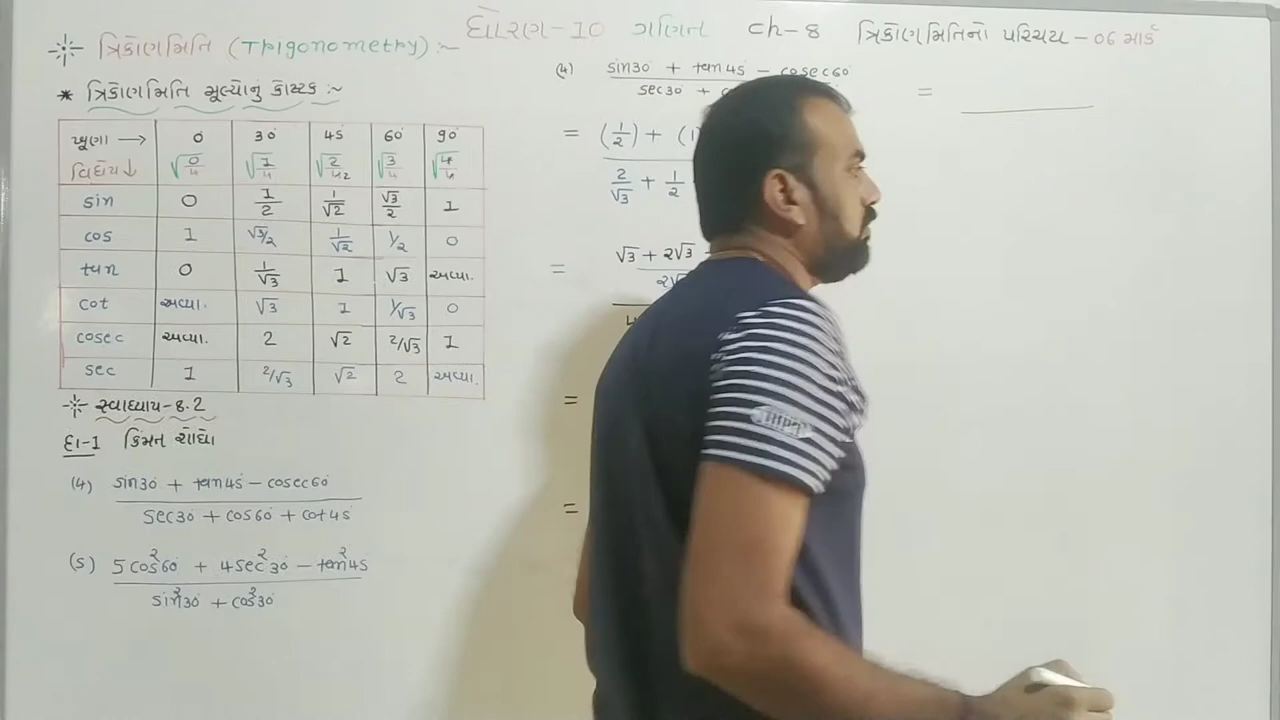 ધોરણ-10 ગણિત ch-8 ત્રિકોણમિતિનો પરિચય - 06 માર્ક
ત્રિકોણમિતિ (Trigonometry) :~
* ત્રિકોણમિતિ મૂલ્યોનું કોષ્ટક :~
ખૂણા → 0° 30° 45° 60° 90°
વિધેય ↓ √(0/4) √(1/4) √(2/4₂) √(3/4) √(4/4)
sin 0 1/2 1/√2 √3/2 1
cos 1 √3/2 1/√2 1/2 0
tan 0 1/√3 1 √3 અવ્યા.
cot અવ્યા. √3 1 1/√3 0
cosec અવ્યા. 2 √2 2/√3 1
sec 1 2/√3 √2 2 અવ્યા.
સ્વાધ્યાય-8.2
દા-1 કિંમત શોધો
(4) sin30° + tan45° - cosec60°
sec30° + cos60° + cot45°
(5) 5cos²60° + 4sec²30° - tan²45°
sin²30° + cos²30°
(4) sin30° + tan45° - cosec60°
sec30° +
=
= (1/2) + (1
2/√3 + 1/2
= √3 + 2√3
=
=